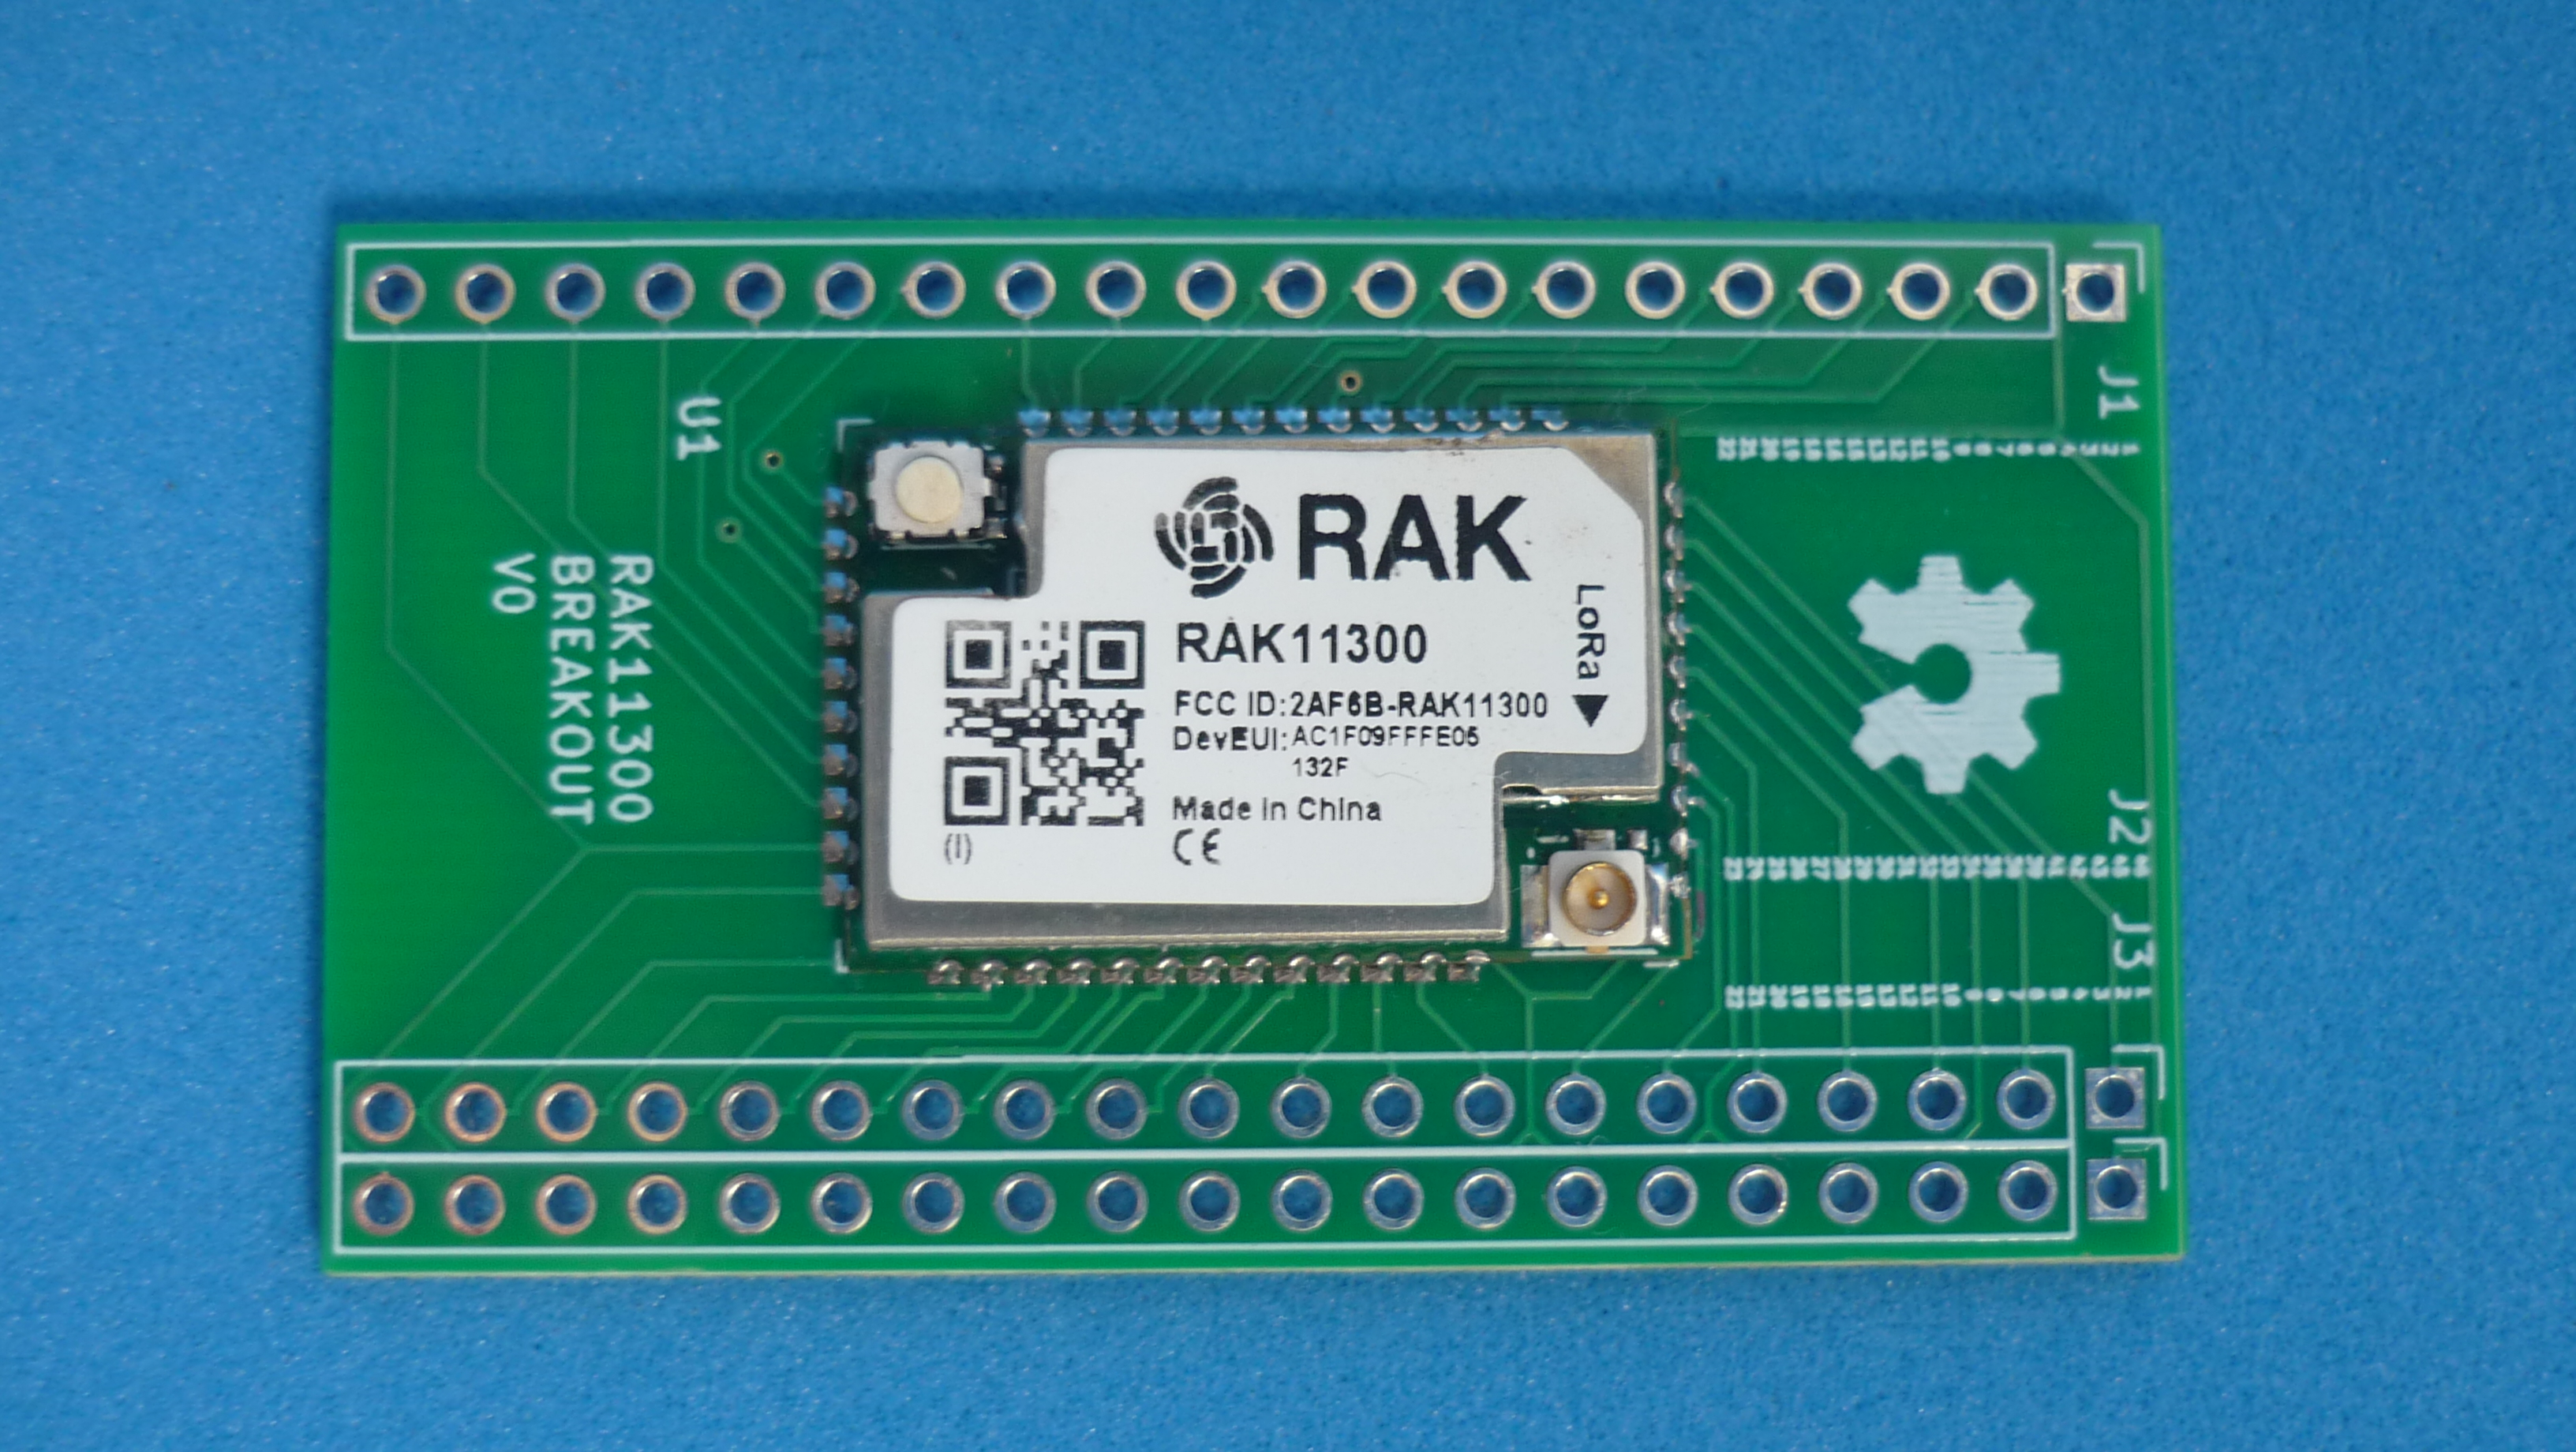 J1
U1
RAK
LoRa
RAK11300
BREAKOUT
V0
RAK11300
FCC ID:2AF6B-RAK11300
DevEUI:AC1F09FFFE05
132F
Made in China
CE
(I)
J2
J3